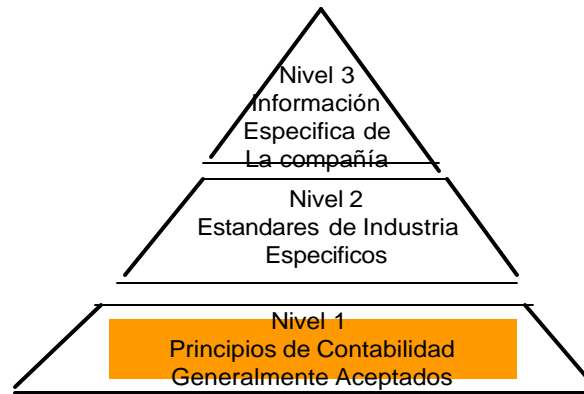 Nivel 3
Información
Especifica de
La compañía
Nivel 2
Estandares de Industria
Especificos
Nivel 1
Principios de Contabilidad
Generalmente Aceptados